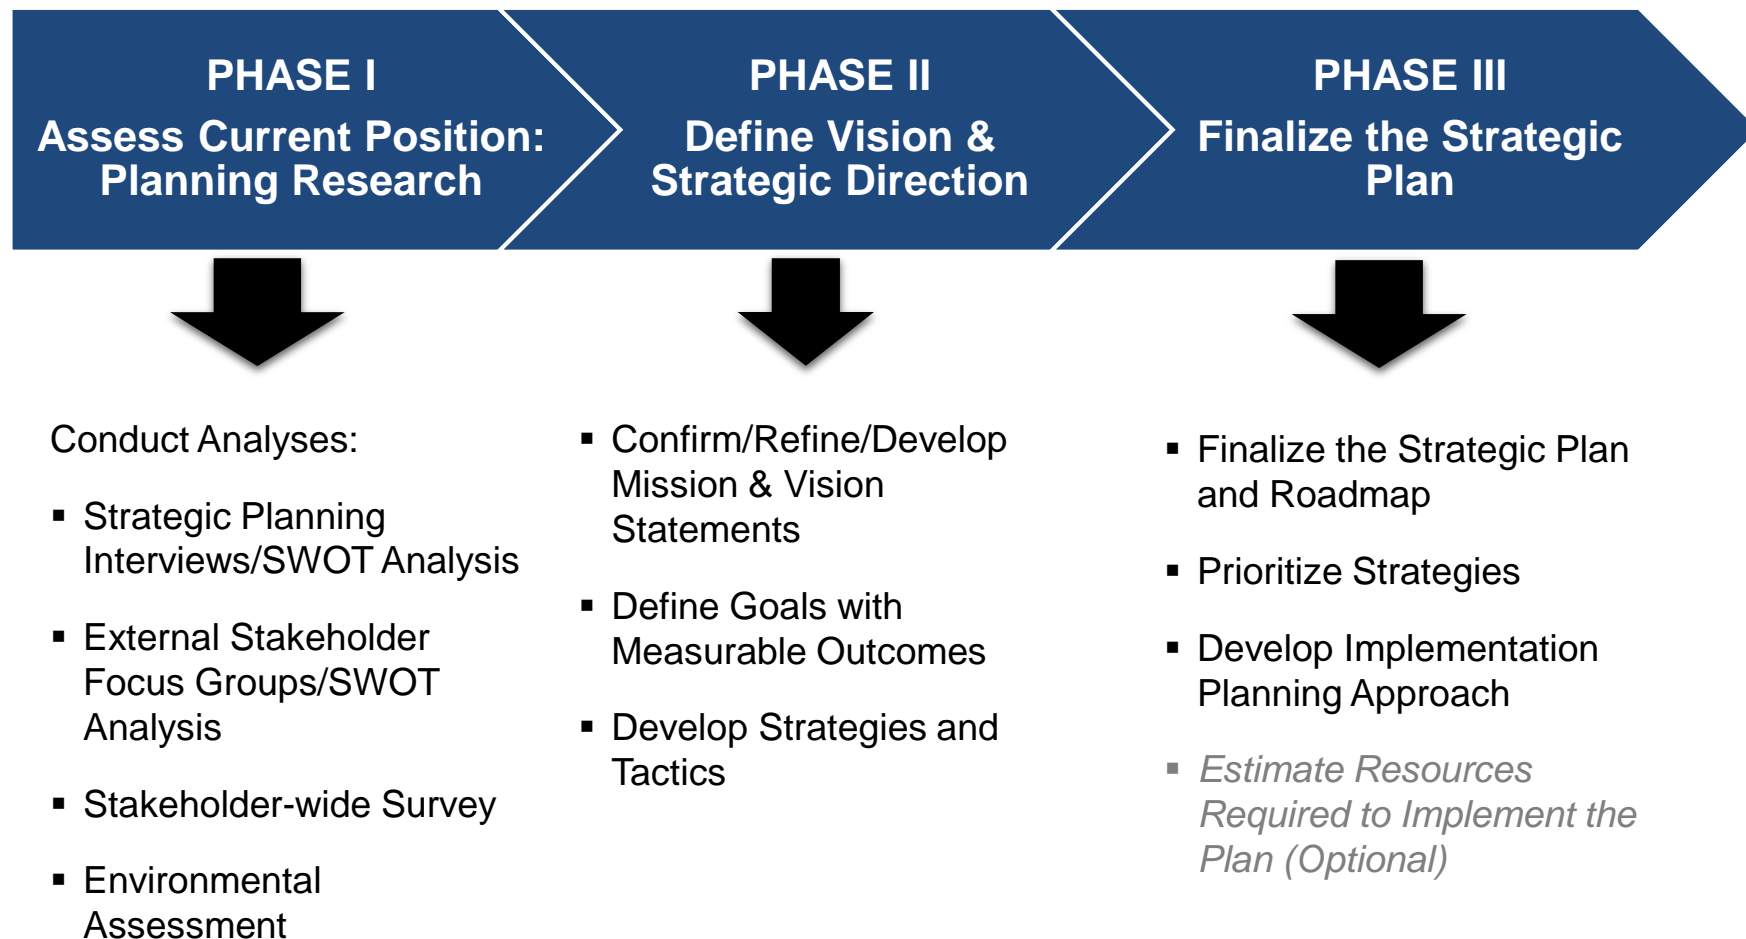 PHASE I
Assess Current Position:
Planning Research
PHASE II
Define Vision &
Strategic Direction
PHASE III
Finalize the Strategic
Plan
Conduct Analyses:
▪ Strategic Planning
Interviews/SWOT Analysis
▪ External Stakeholder
Focus Groups/SWOT
Analysis
▪ Stakeholder-wide Survey
▪ Environmental
Assessment
▪ Confirm/Refine/Develop
Mission & Vision
Statements
▪ Define Goals with
Measurable Outcomes
▪ Develop Strategies and
Tactics
▪ Finalize the Strategic Plan
and Roadmap
▪ Prioritize Strategies
▪ Develop Implementation
Planning Approach
▪ Estimate Resources
Required to Implement the
Plan (Optional)